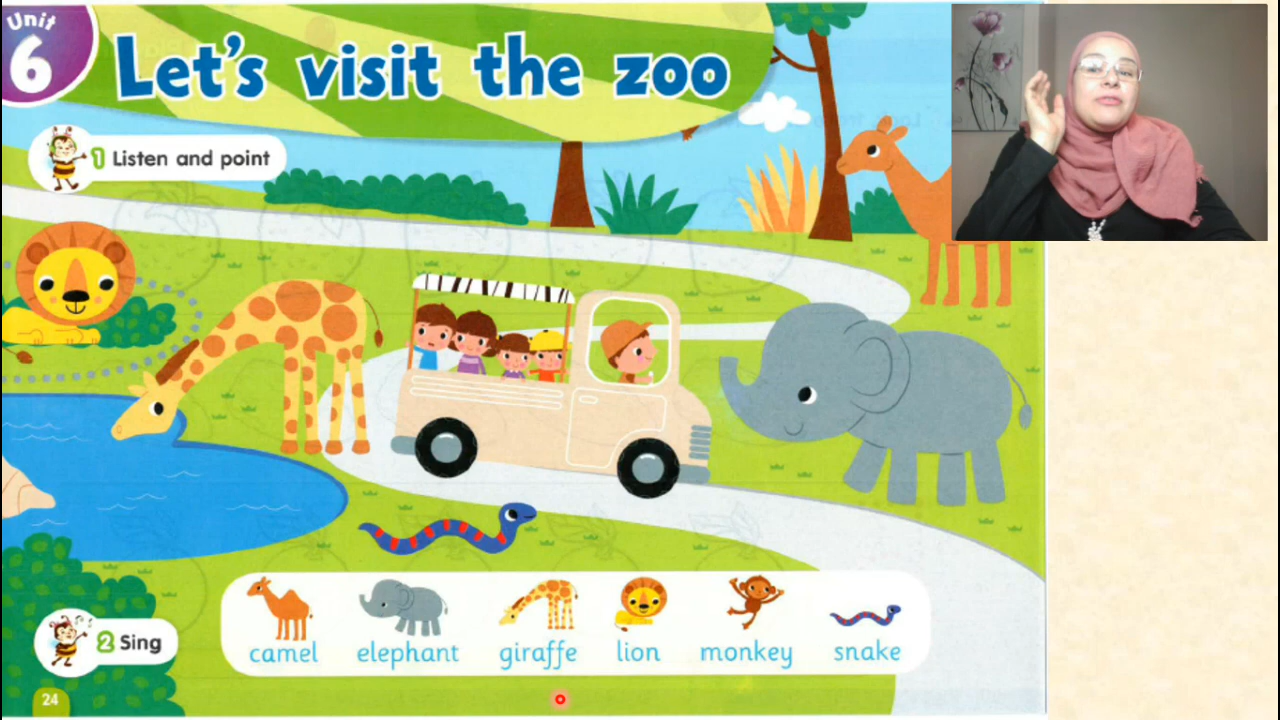 Unit
6
Let's visit the zoo
1 Listen and point
camel elephant giraffe lion monkey snake
2 Sing
24